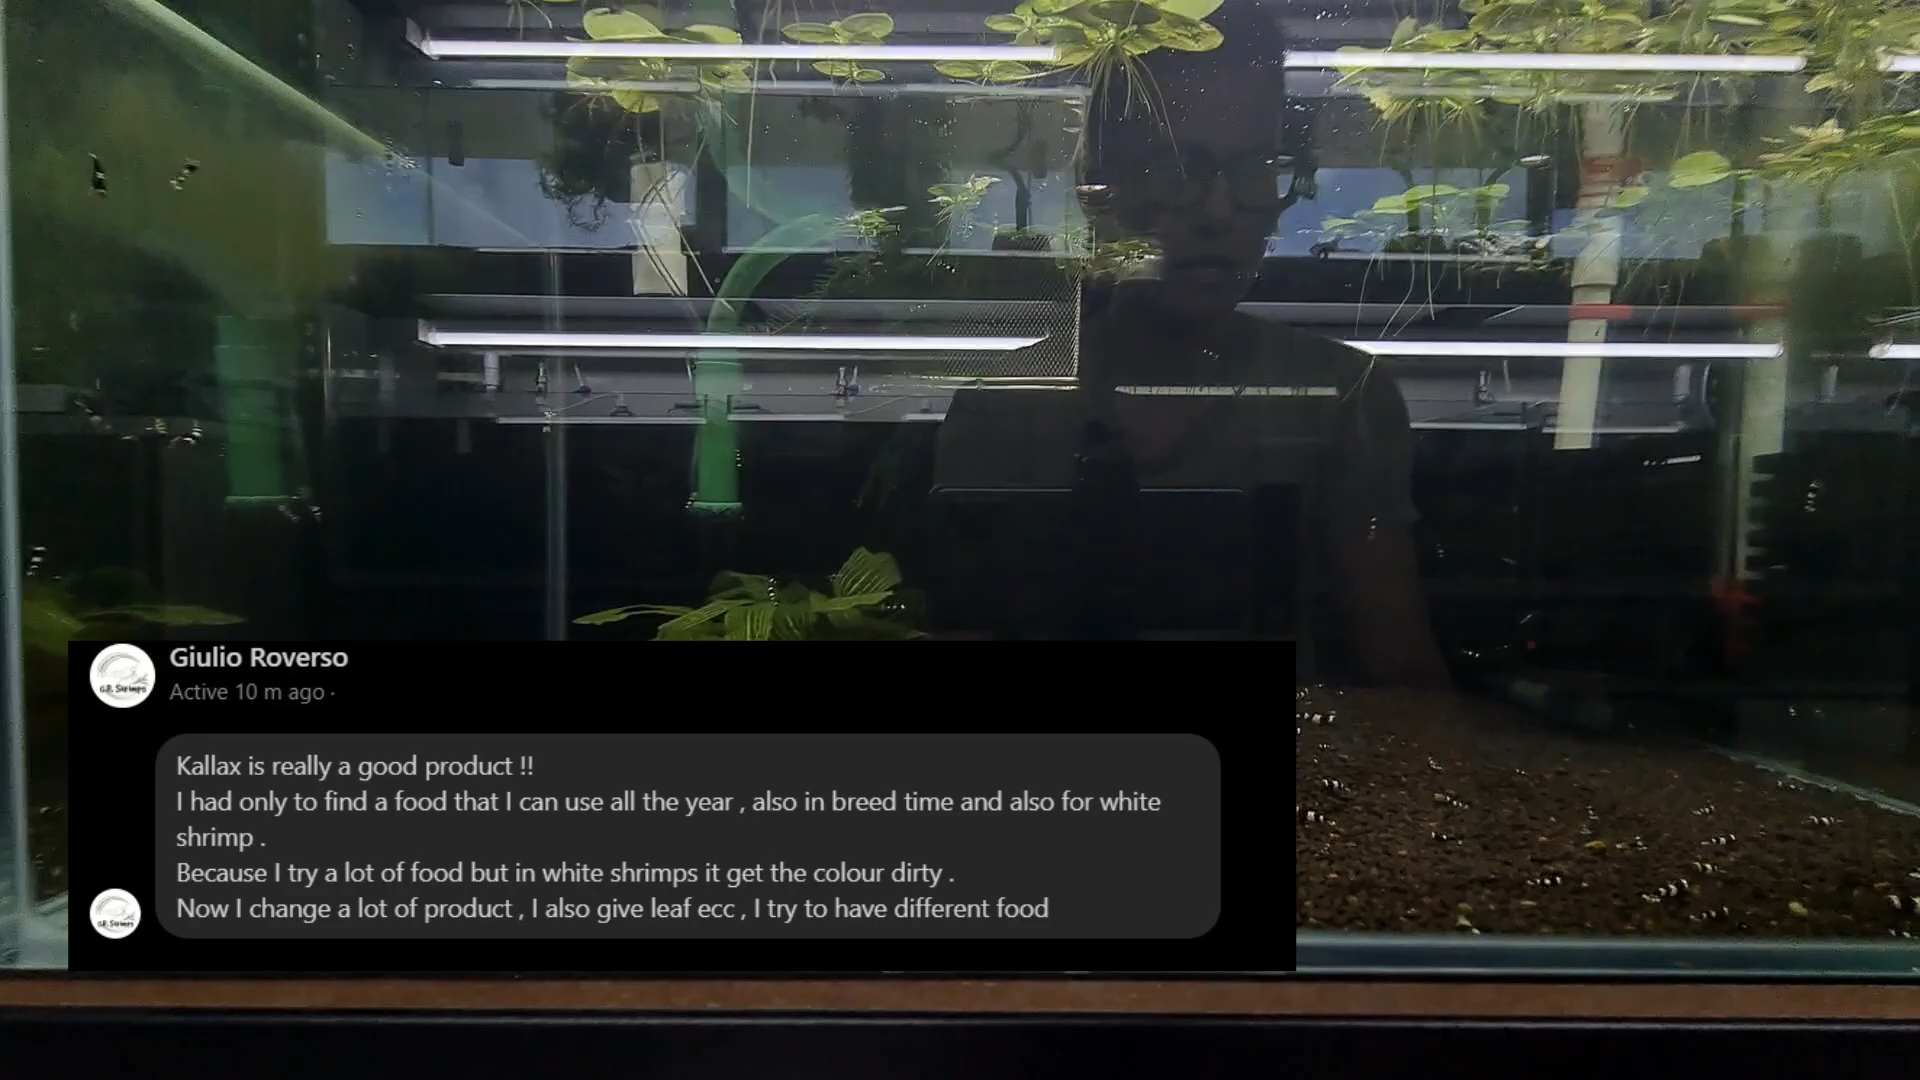 Giulio Roverso
Active 10 m ago ·
Kallax is really a good product !!
I had only to find a food that I can use all the year , also in breed time and also for white
shrimp .
Because I try a lot of food but in white shrimps it get the colour dirty .
Now I change a lot of product , I also give leaf ecc , I try to have different food
G.R. Shrimps
G.R. Shrimps